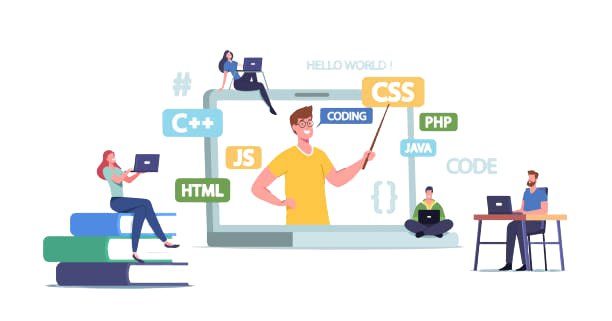 HELLO WORLD !
#
CSS
C++
CODING
PHP
JS
JAVA
CODE
HTML
{}